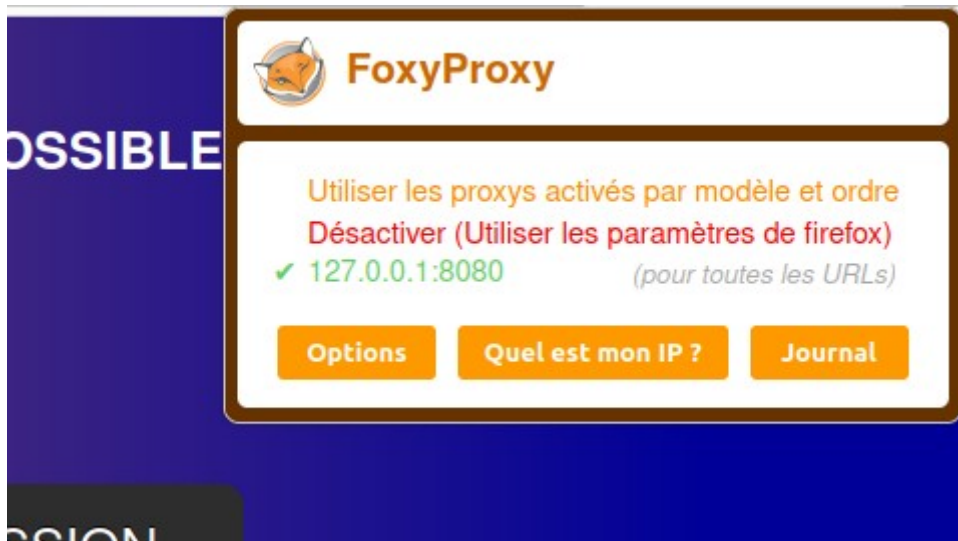 FoxyProxy
OSSIBLE
Utiliser les proxys activés par modèle et ordre
Désactiver (Utiliser les paramètres de firefox)
✔ 127.0.0.1:8080 (pour toutes les URLs)
Options Quel est mon IP ? Journal
SSION